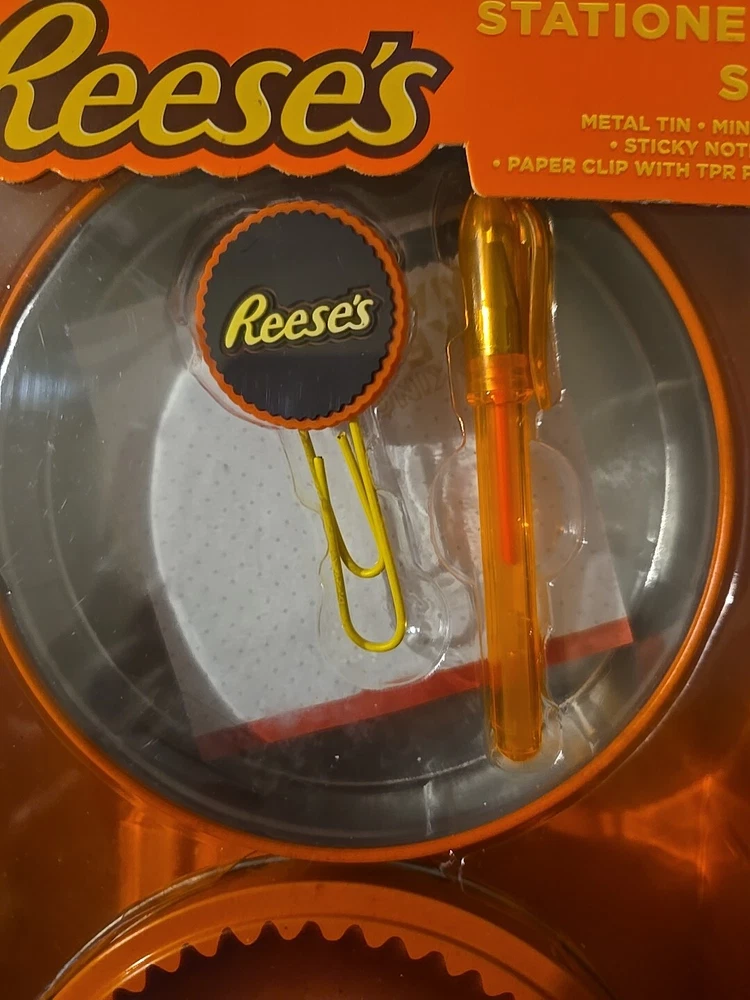 Reese's
STATIONE
S
METAL TIN • MIN
• STICKY NOT
• PAPER CLIP WITH TPR
Reese's